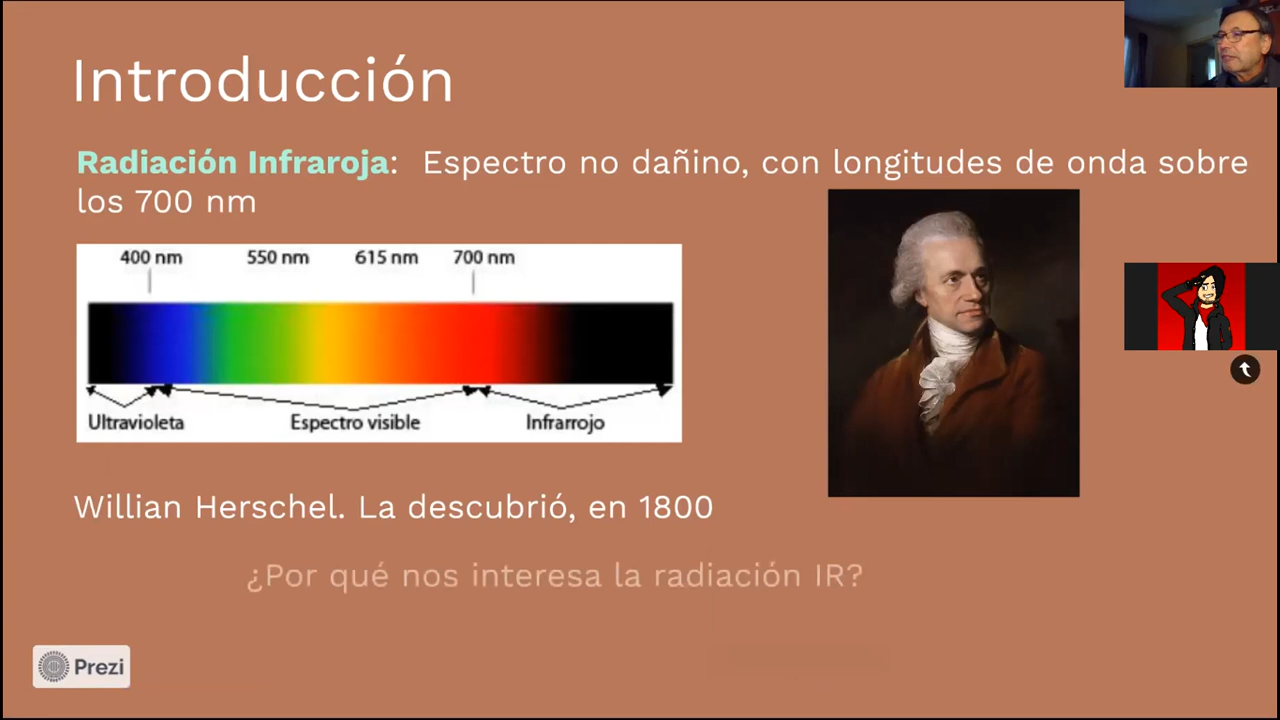 Introducción
Radiación Infraroja: Espectro no dañino, con longitudes de onda sobre
los 700 nm
400 nm 550 nm 615 nm 700 nm
Ultravioleta Espectro visible Infrarrojo
Willian Herschel. La descubrió, en 1800
¿Por qué nos interesa la radiación IR?
Prezi